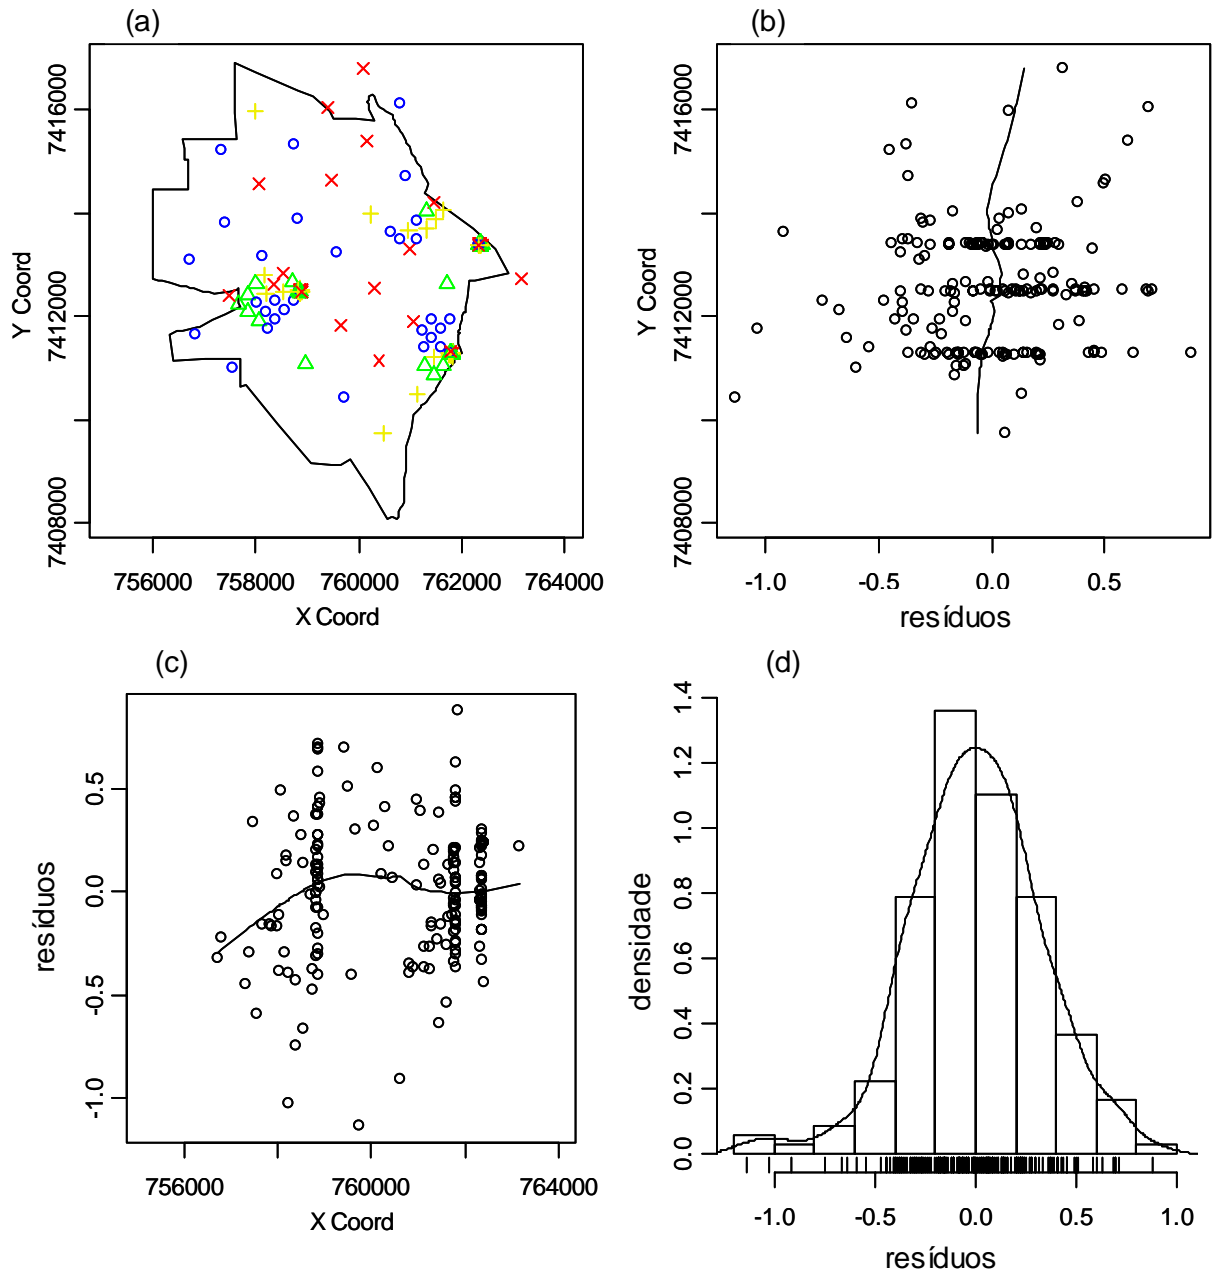 (a)
7416000
7412000
7408000
Y Coord
756000 758000 760000 762000 764000
X Coord
(b)
7416000
7412000
7408000
Y Coord
-1.0 -0.5 0.0 0.5
resíduos
(c)
0.5
0.0
-0.5
-1.0
resíduos
756000 760000 764000
X Coord
(d)
1.4
1.2
1.0
0.8
0.6
0.4
0.2
0.0
densidade
-1.0 -0.5 0.0 0.5 1.0
resíduos